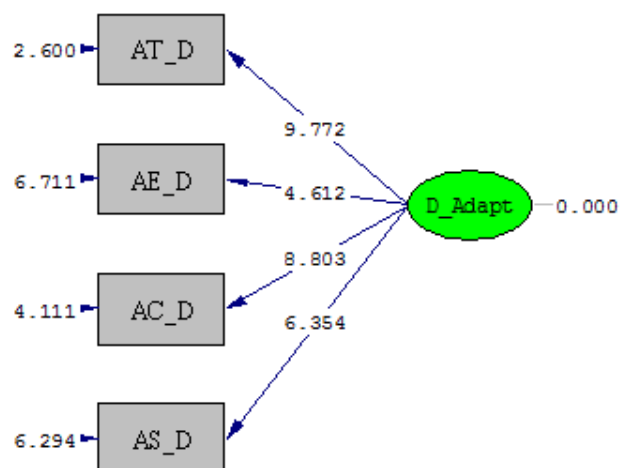 2.600 AT_D
9.772
6.711 AE_D
4.612
D_Adapt 0.000
8.803
4.111 AC_D
6.354
6.294 AS_D